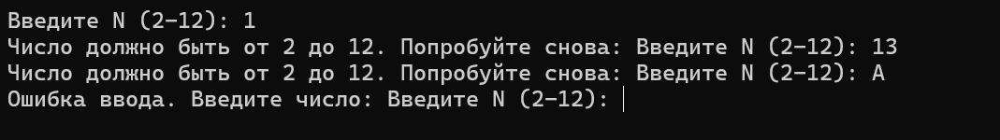 Введите N (2-12): 1
Число должно быть от 2 до 12. Попробуйте снова: Введите N (2-12): 13
Число должно быть от 2 до 12. Попробуйте снова: Введите N (2-12): A
Ошибка ввода. Введите число: Введите N (2-12):